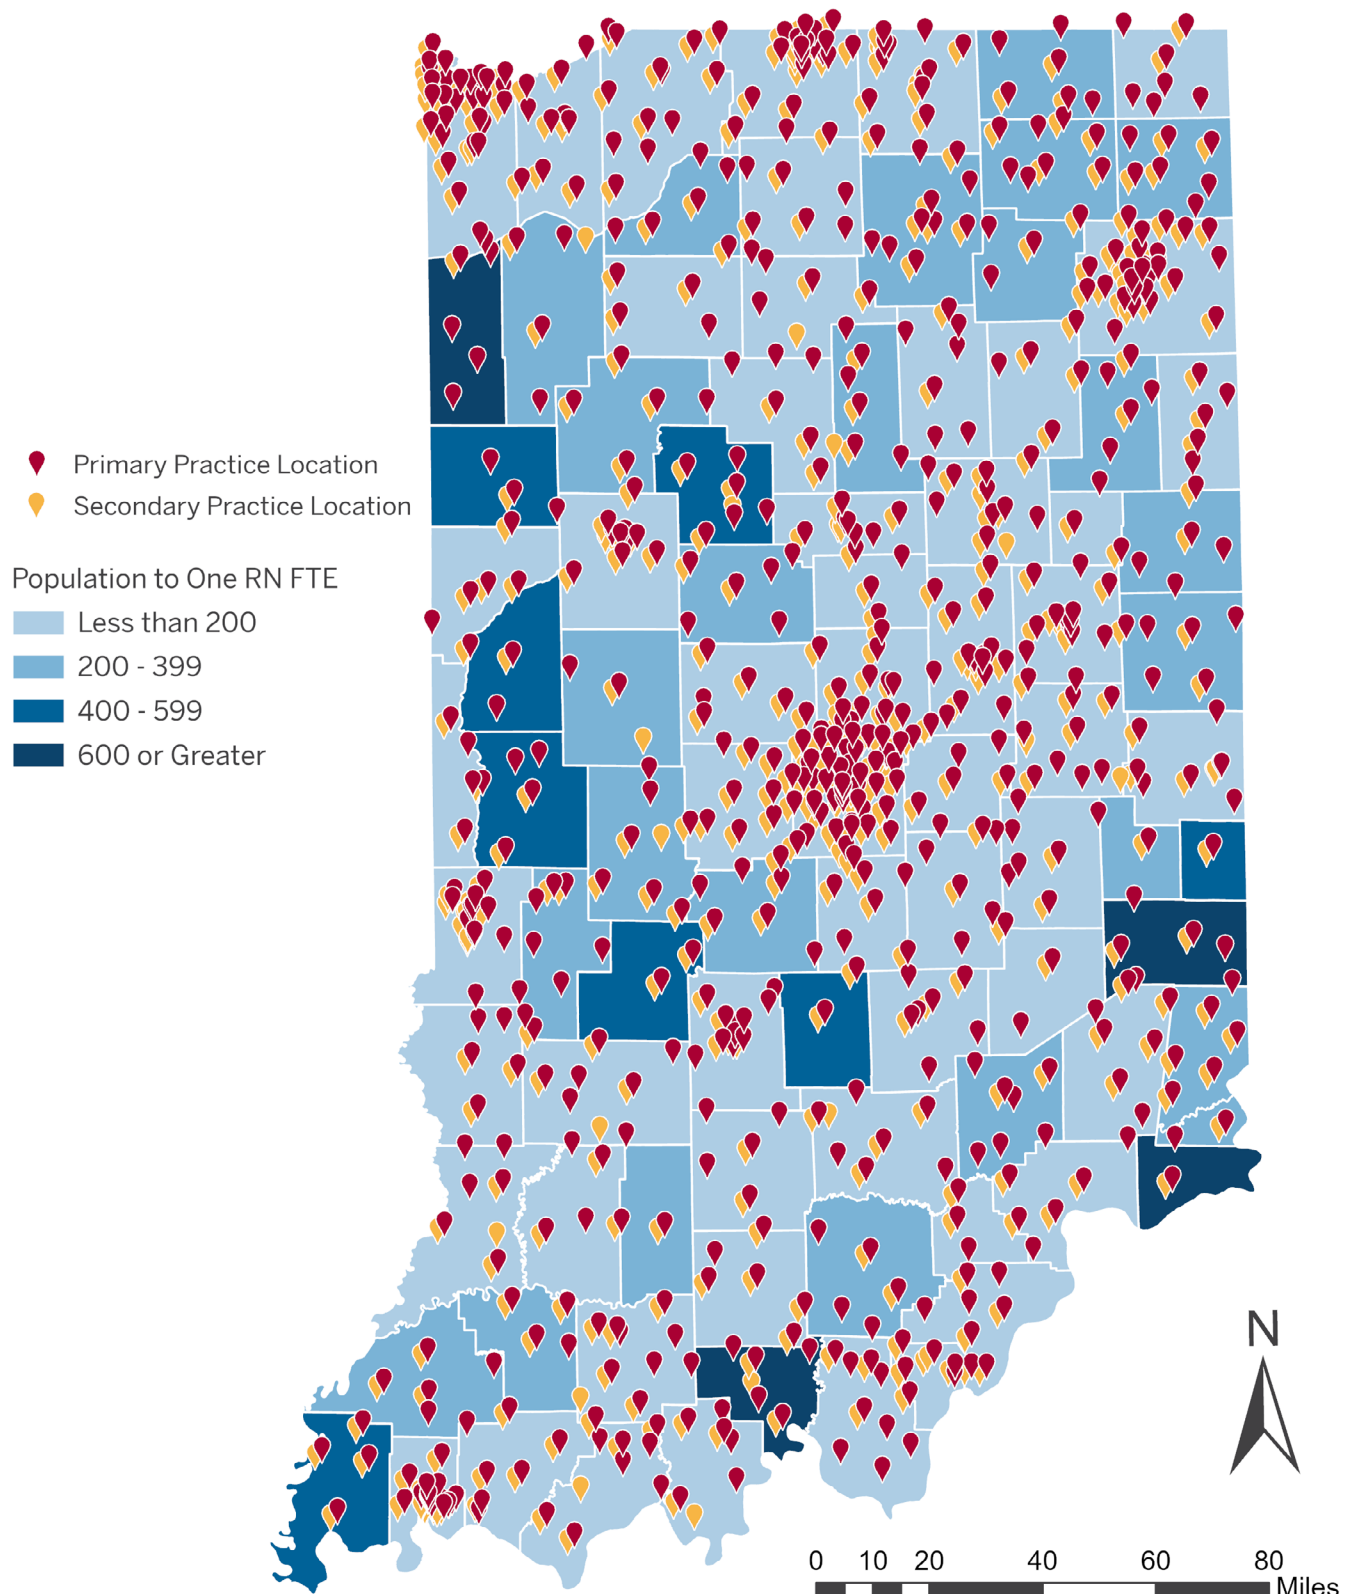 Primary Practice Location
Secondary Practice Location
Population to One RN FTE
Less than 200
200 - 399
400 - 599
600 or Greater
N
0 10 20 40 60 80
Miles